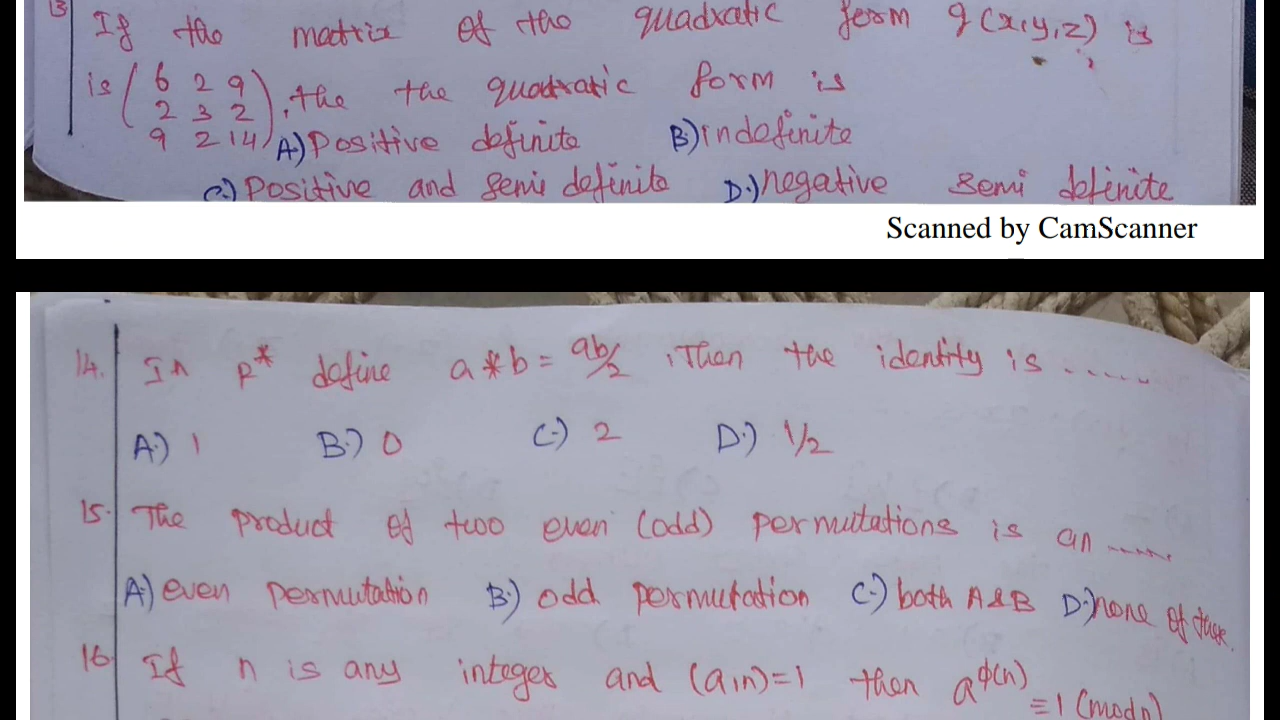 13
If the matrix of the quadratic form q(x,y,z) is
is (6 2 9
2 3 2
9 2 14), the the quadratic form is
A) Positive definite B) indefinite
C.) Positive and semi definite D.) negative semi definite
Scanned by CamScanner
14. In R* define a * b = ab/2, Then the identity is .....
A.) 1 B.) 0 C.) 2 D.) 1/2
15. The product of two even (odd) permutations is an .....
A) even permutation B.) odd permutation C.) both A & B D.) none of these.
16. If n is any integer and (a,n)=1 then a^φ(n) ≡ 1 (mod n)